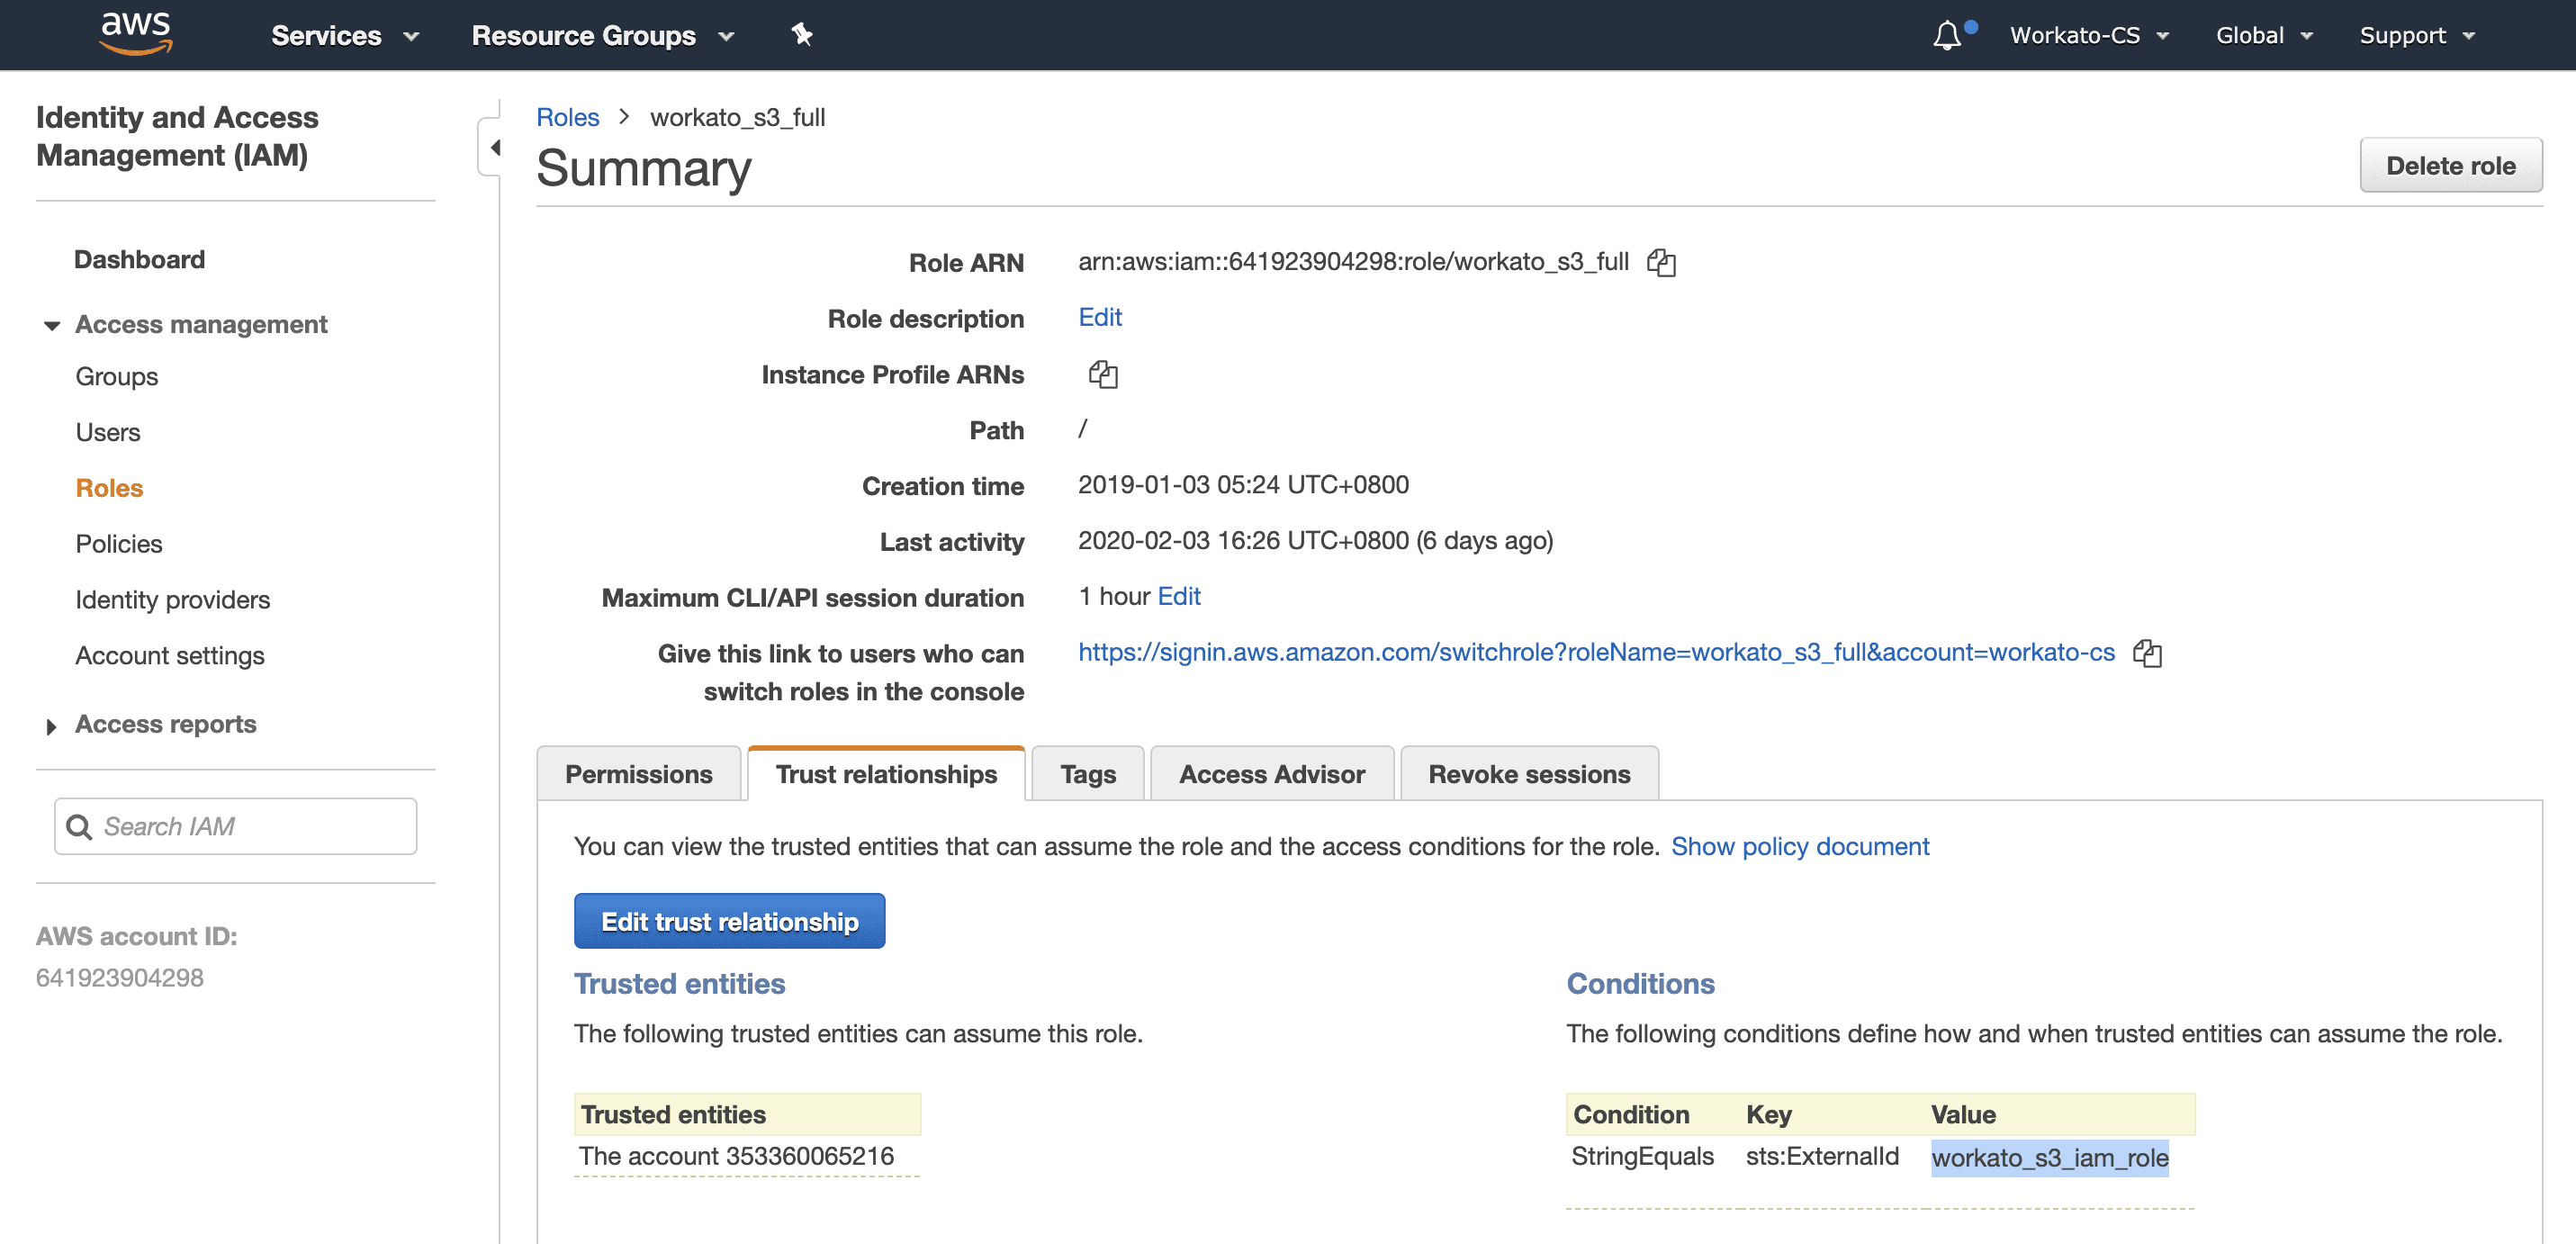 aws
Services
Resource Groups
Workato-CS
Global
Support
Identity and Access
Management (IAM)
Dashboard
Access management
Groups
Users
Roles
Policies
Identity providers
Account settings
Access reports
Search IAM
AWS account ID:
641923904298
Roles > workato_s3_full
Summary
Delete role
Role ARN arn:aws:iam::641923904298:role/workato_s3_full
Role description Edit
Instance Profile ARNs
Path /
Creation time 2019-01-03 05:24 UTC+0800
Last activity 2020-02-03 16:26 UTC+0800 (6 days ago)
Maximum CLI/API session duration 1 hour Edit
Give this link to users who can https://signin.aws.amazon.com/switchrole?roleName=workato_s3_full&account=workato-cs
switch roles in the console
Permissions
Trust relationships
Tags
Access Advisor
Revoke sessions
You can view the trusted entities that can assume the role and the access conditions for the role. Show policy document
Edit trust relationship
Trusted entities
The following trusted entities can assume this role.
Trusted entities
The account 353360065216
Conditions
The following conditions define how and when trusted entities can assume the role.
Condition Key Value
StringEquals sts:ExternalId workato_s3_iam_role